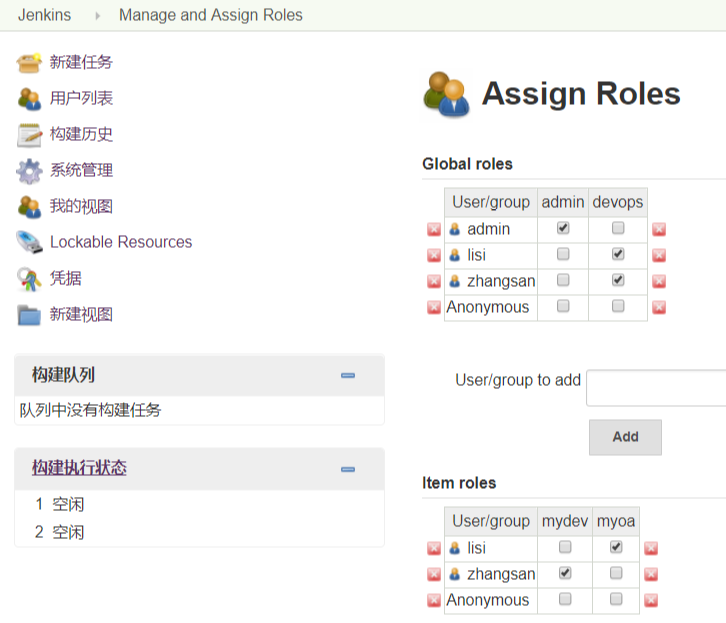 Jenkins Manage and Assign Roles
新建任务
用户列表
构建历史
系统管理
我的视图
Lockable Resources
凭据
新建视图
构建队列
队列中没有构建任务
构建执行状态
1 空闲
2 空闲
Assign Roles
Global roles
User/group admin devops
admin
lisi
zhangsan
Anonymous
User/group to add
Add
Item roles
User/group mydev myoa
lisi
zhangsan
Anonymous